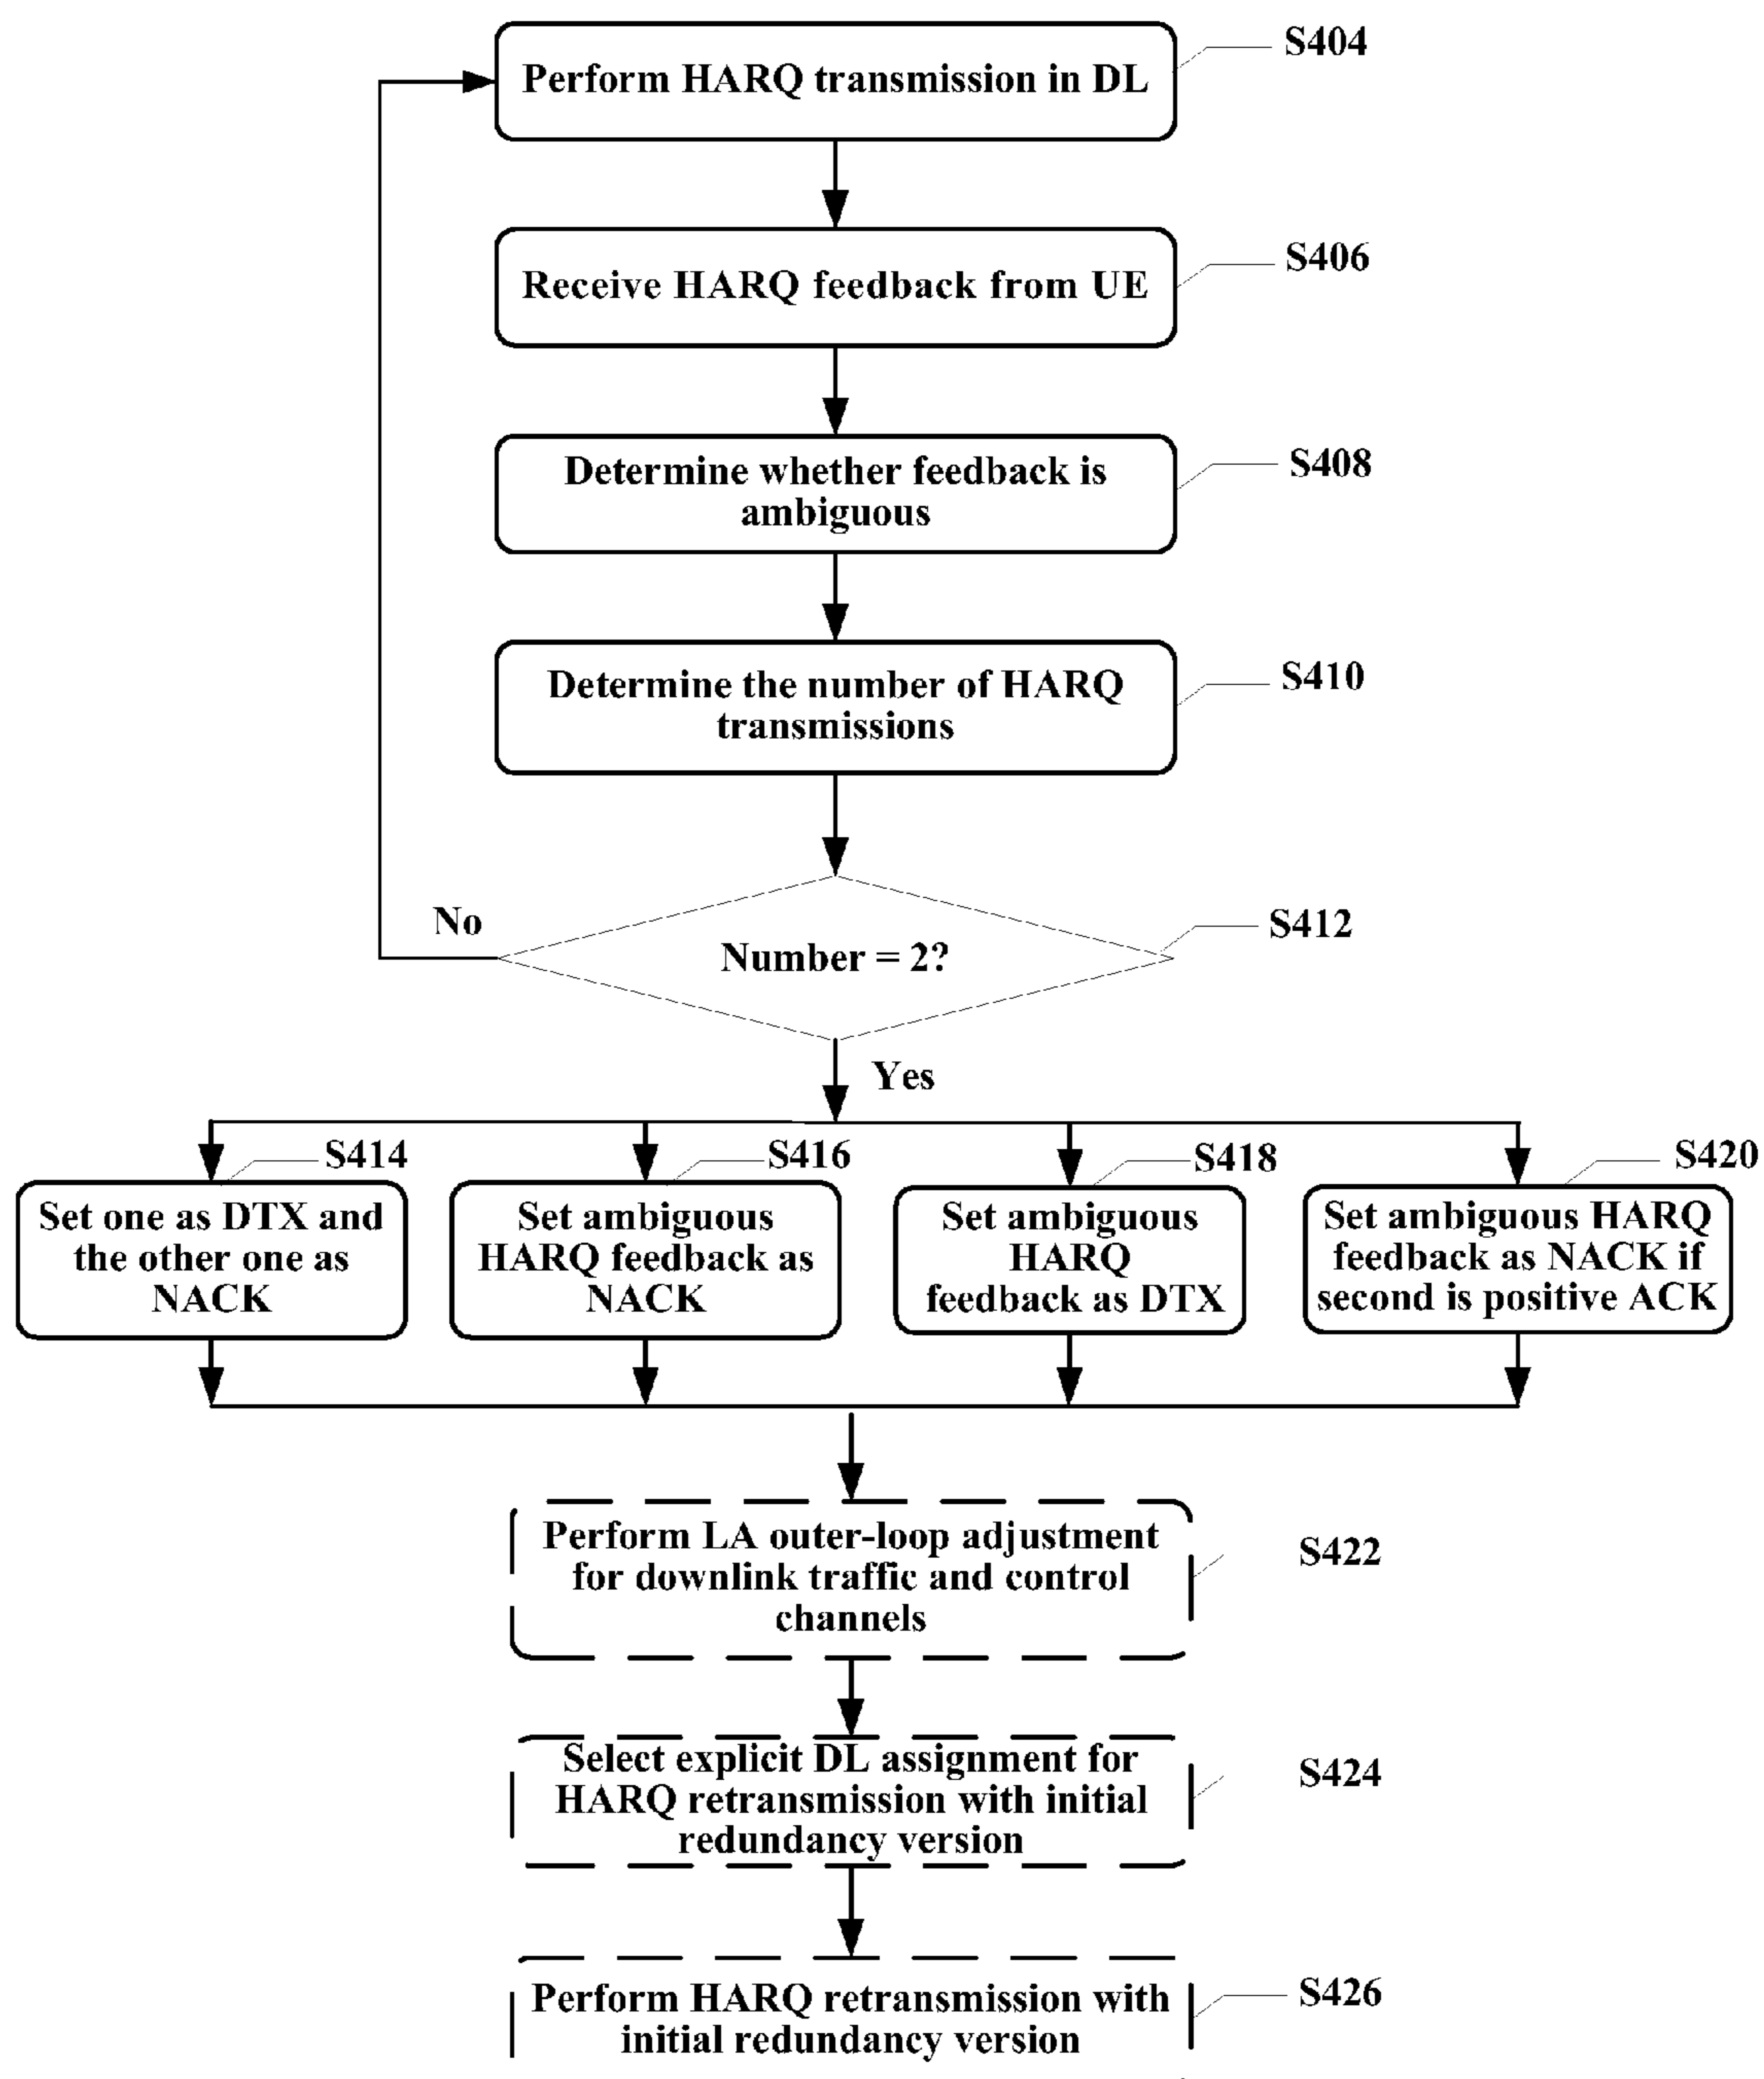 Perform HARQ transmission in DL
S404
Receive HARQ feedback from UE
S406
Determine whether feedback is
ambiguous
S408
Determine the number of HARQ
transmissions
S410
No
Number = 2?
S412
Yes
S414
S416
S418
S420
Set one as DTX and
the other one as
NACK
Set ambiguous
HARQ feedback as
NACK
Set ambiguous
HARQ
feedback as DTX
Set ambiguous HARQ
feedback as NACK if
second is positive ACK
Perform LA outer-loop adjustment
for downlink traffic and control
channels
S422
Select explicit DL assignment for
HARQ retransmission with initial
redundancy version
S424
Perform HARQ retransmission with
initial redundancy version
S426